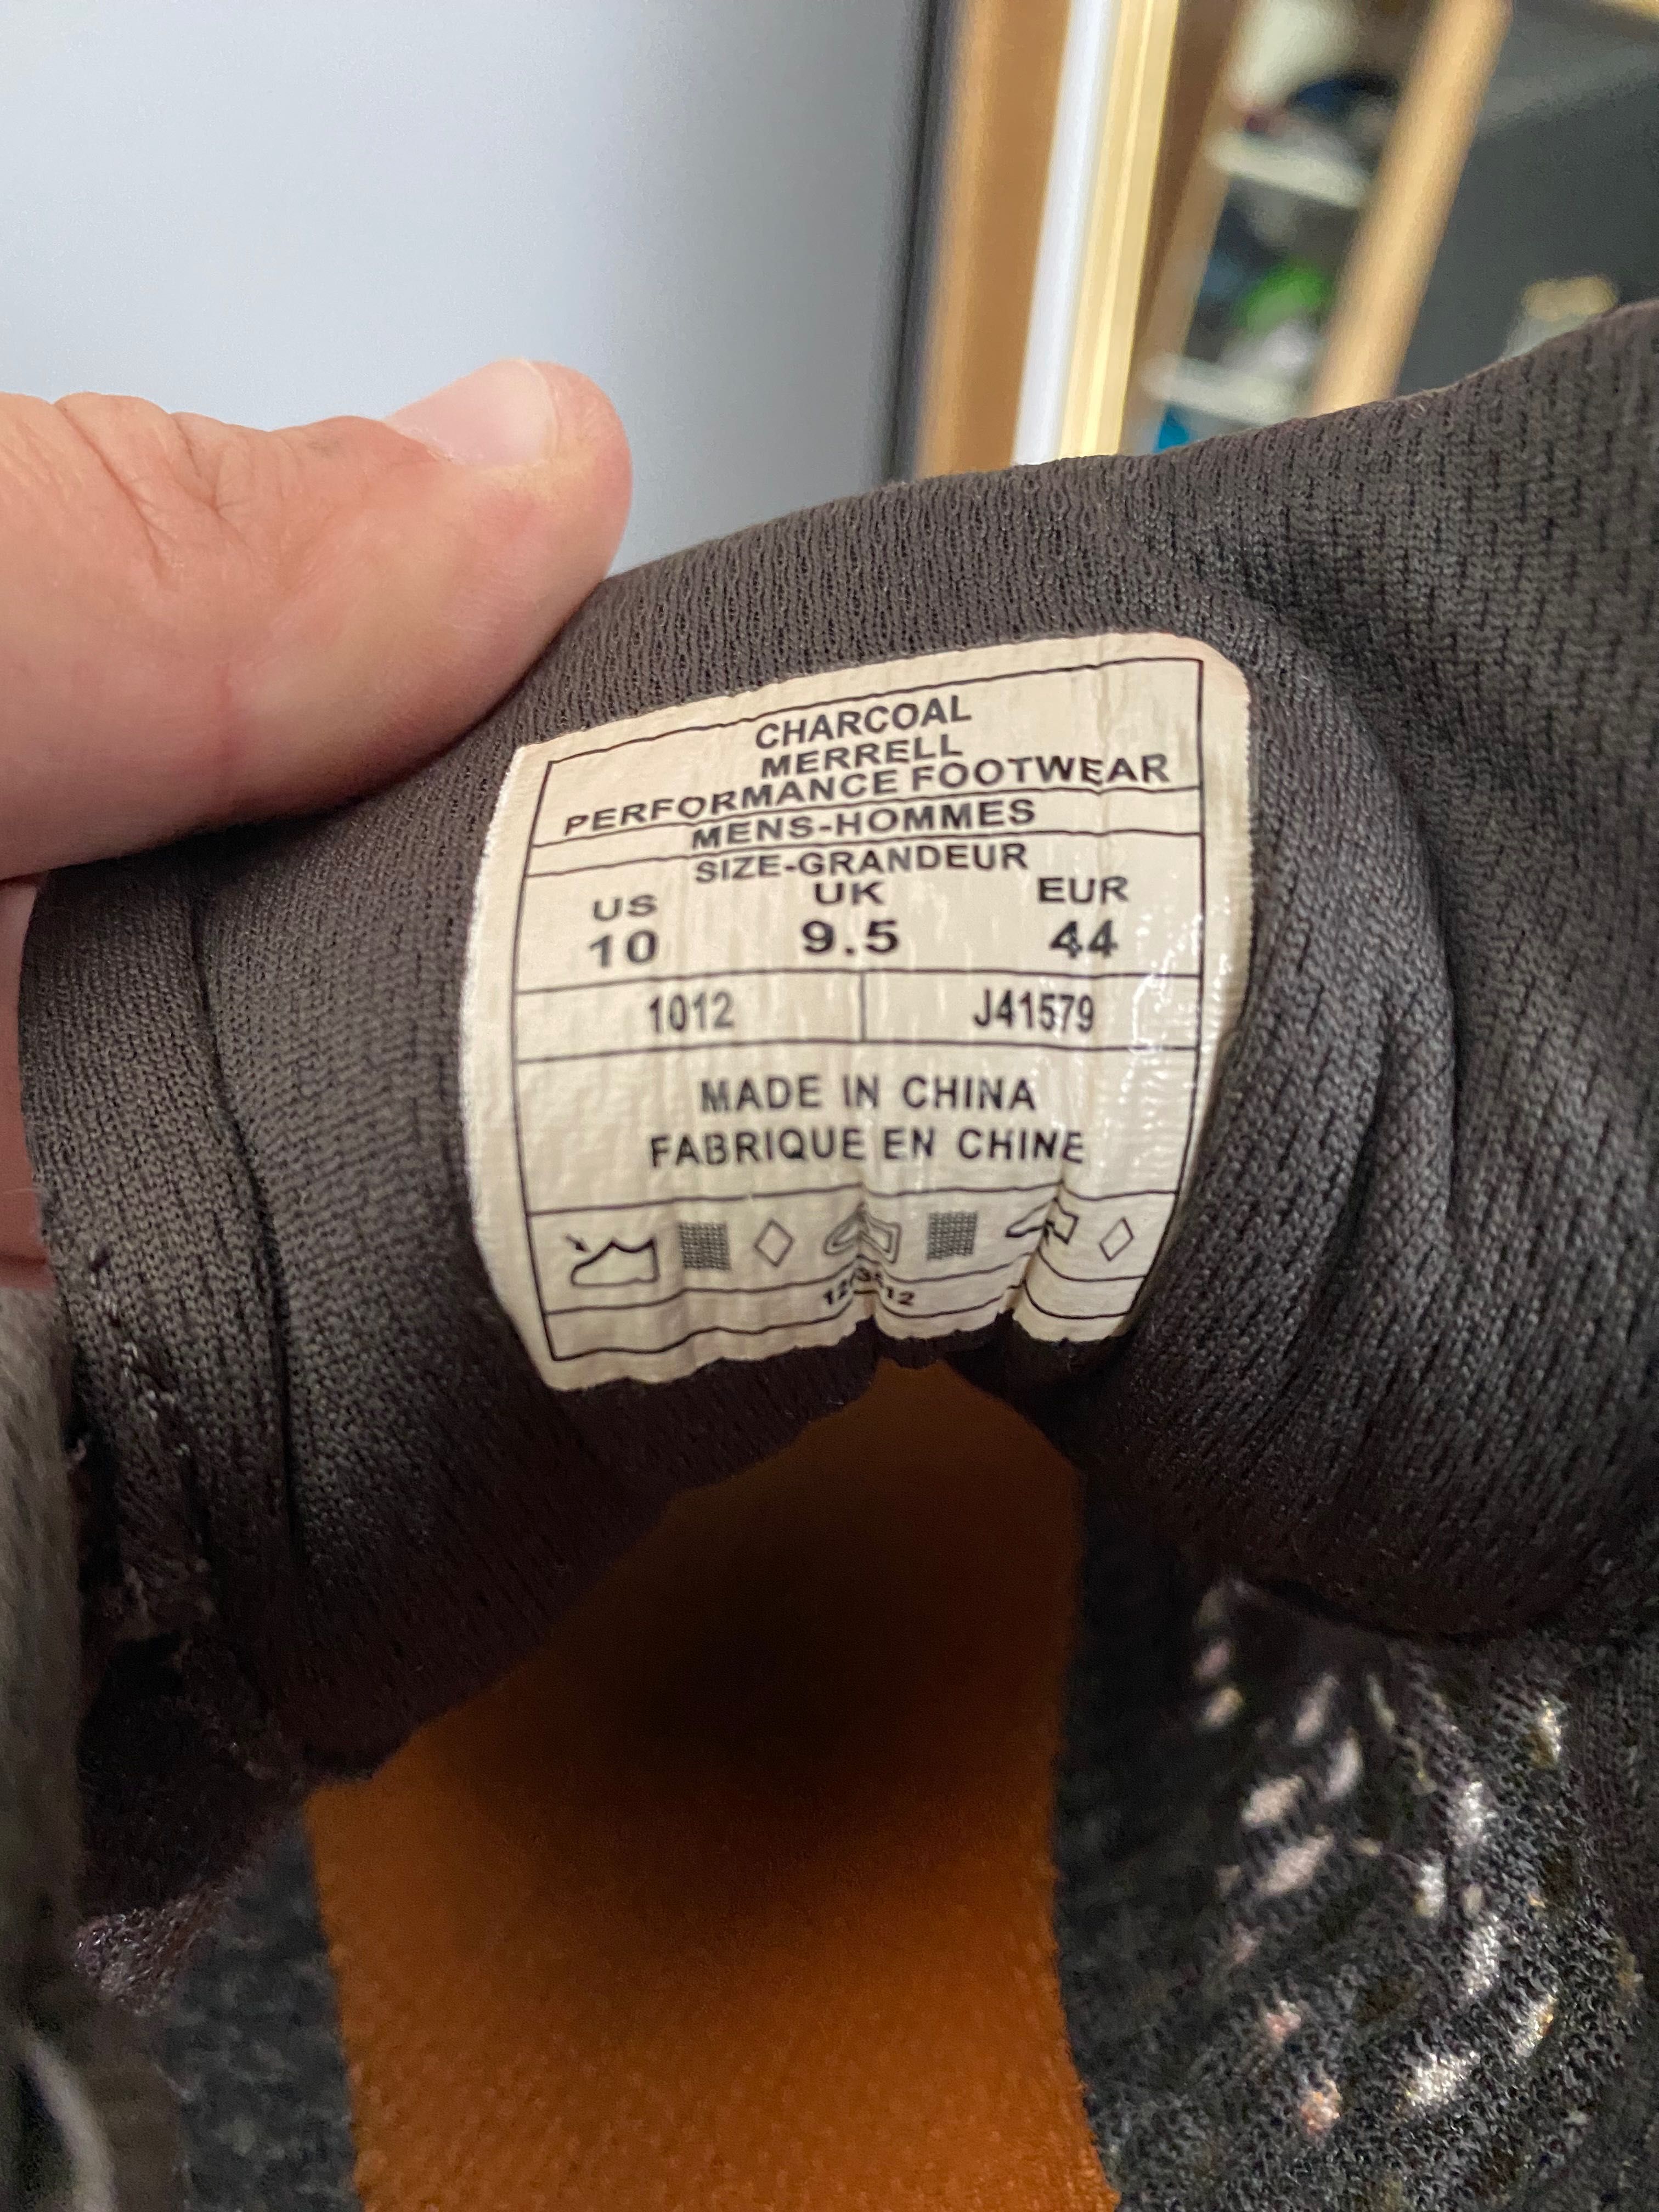 CHARCOAL
MERRELL
PERFORMANCE FOOTWEAR
MENS-HOMMES
SIZE-GRANDEUR
US UK EUR
10 9.5 44
1012 J41579
MADE IN CHINA
FABRIQUE EN CHINE